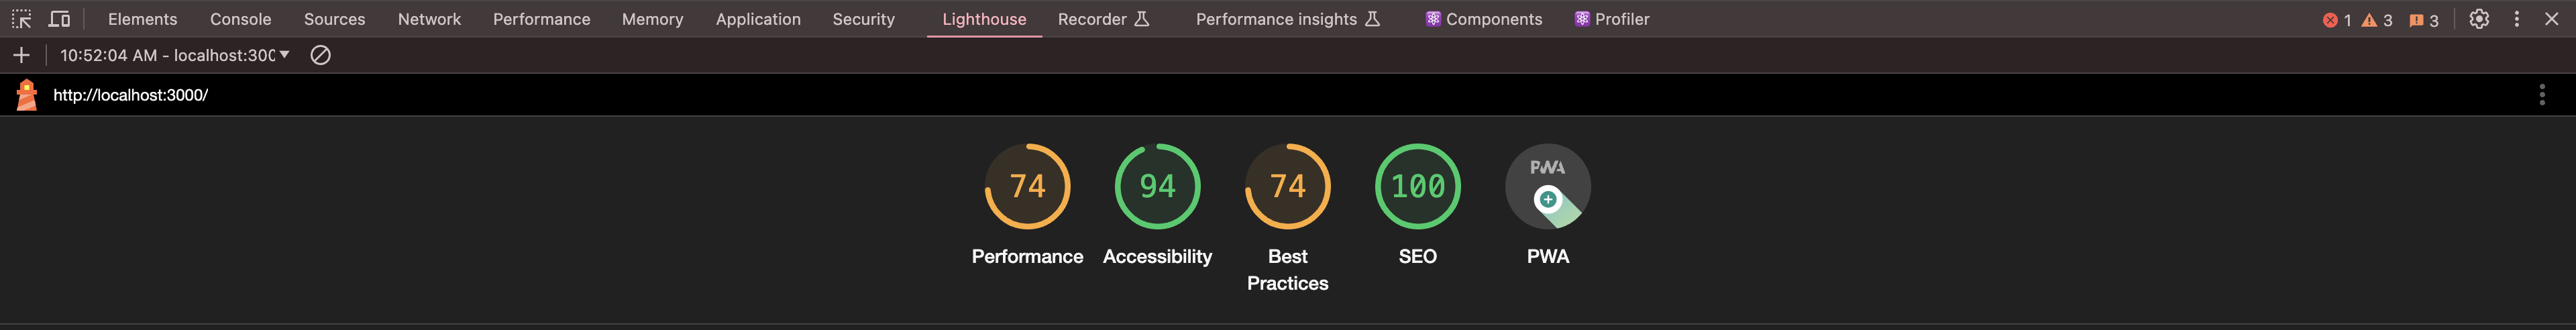 Elements Console Sources Network Performance Memory Application Security Lighthouse Recorder Performance insights Components Profiler 1 3 3
10:52:04 AM - localhost:300
http://localhost:3000/
74 94 74 100 PWA
Performance Accessibility Best Practices SEO PWA